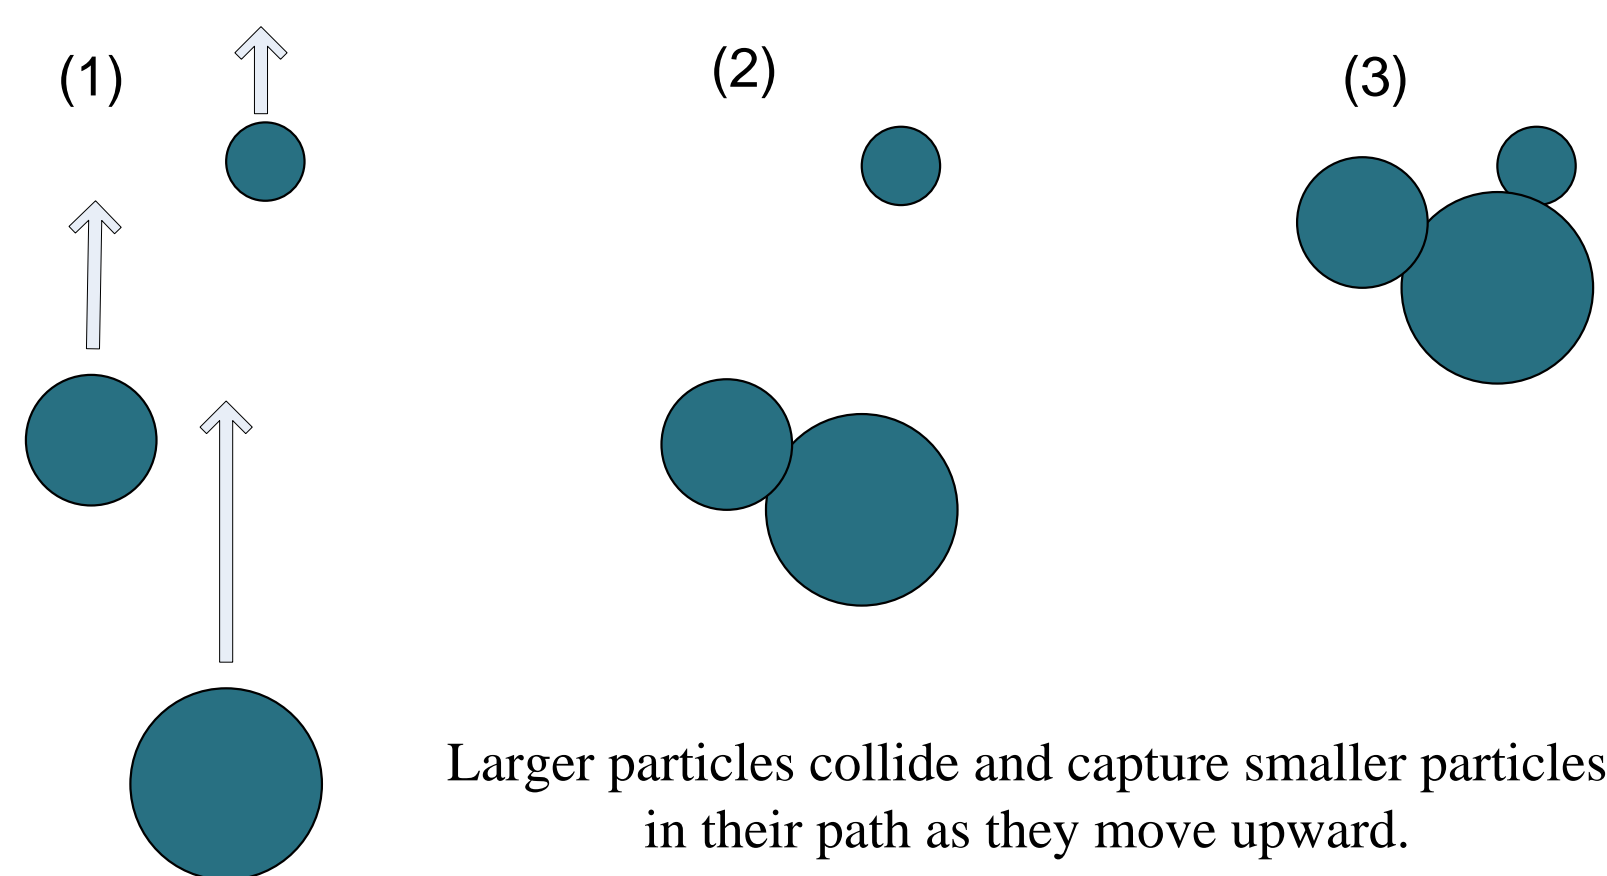 (1)
(2)
(3)
Larger particles collide and capture smaller particles
in their path as they move upward.